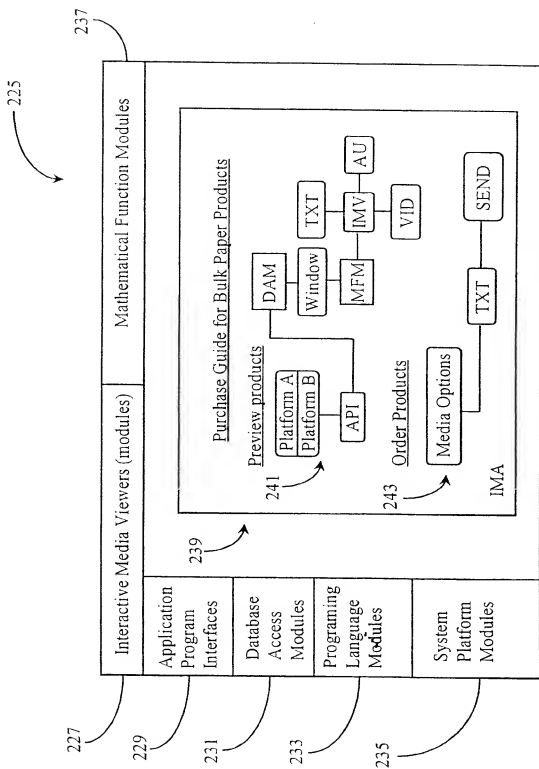 225
237
227
229
231
233
235
239
241
243
Interactive Media Viewers (modules)
Mathematical Function Modules
Application
Program
Interfaces
Database
Access
Modules
Programing
Language
Modules
System
Platform
Modules
Purchase Guide for Bulk Paper Products
Preview products
Platform A
Platform B
API
DAM
Window
MFM
IMV
TXT
AU
VID
Order Products
Media Options
TXT
SEND
IMA